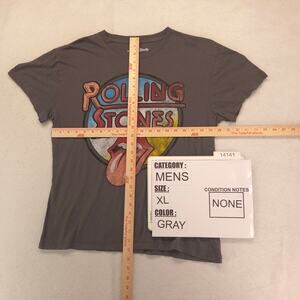 ROLLING
STONES
14141
CATEGORY :
MENS
SIZE :
XL
COLOR :
GRAY
CONDITION NOTES
NONE